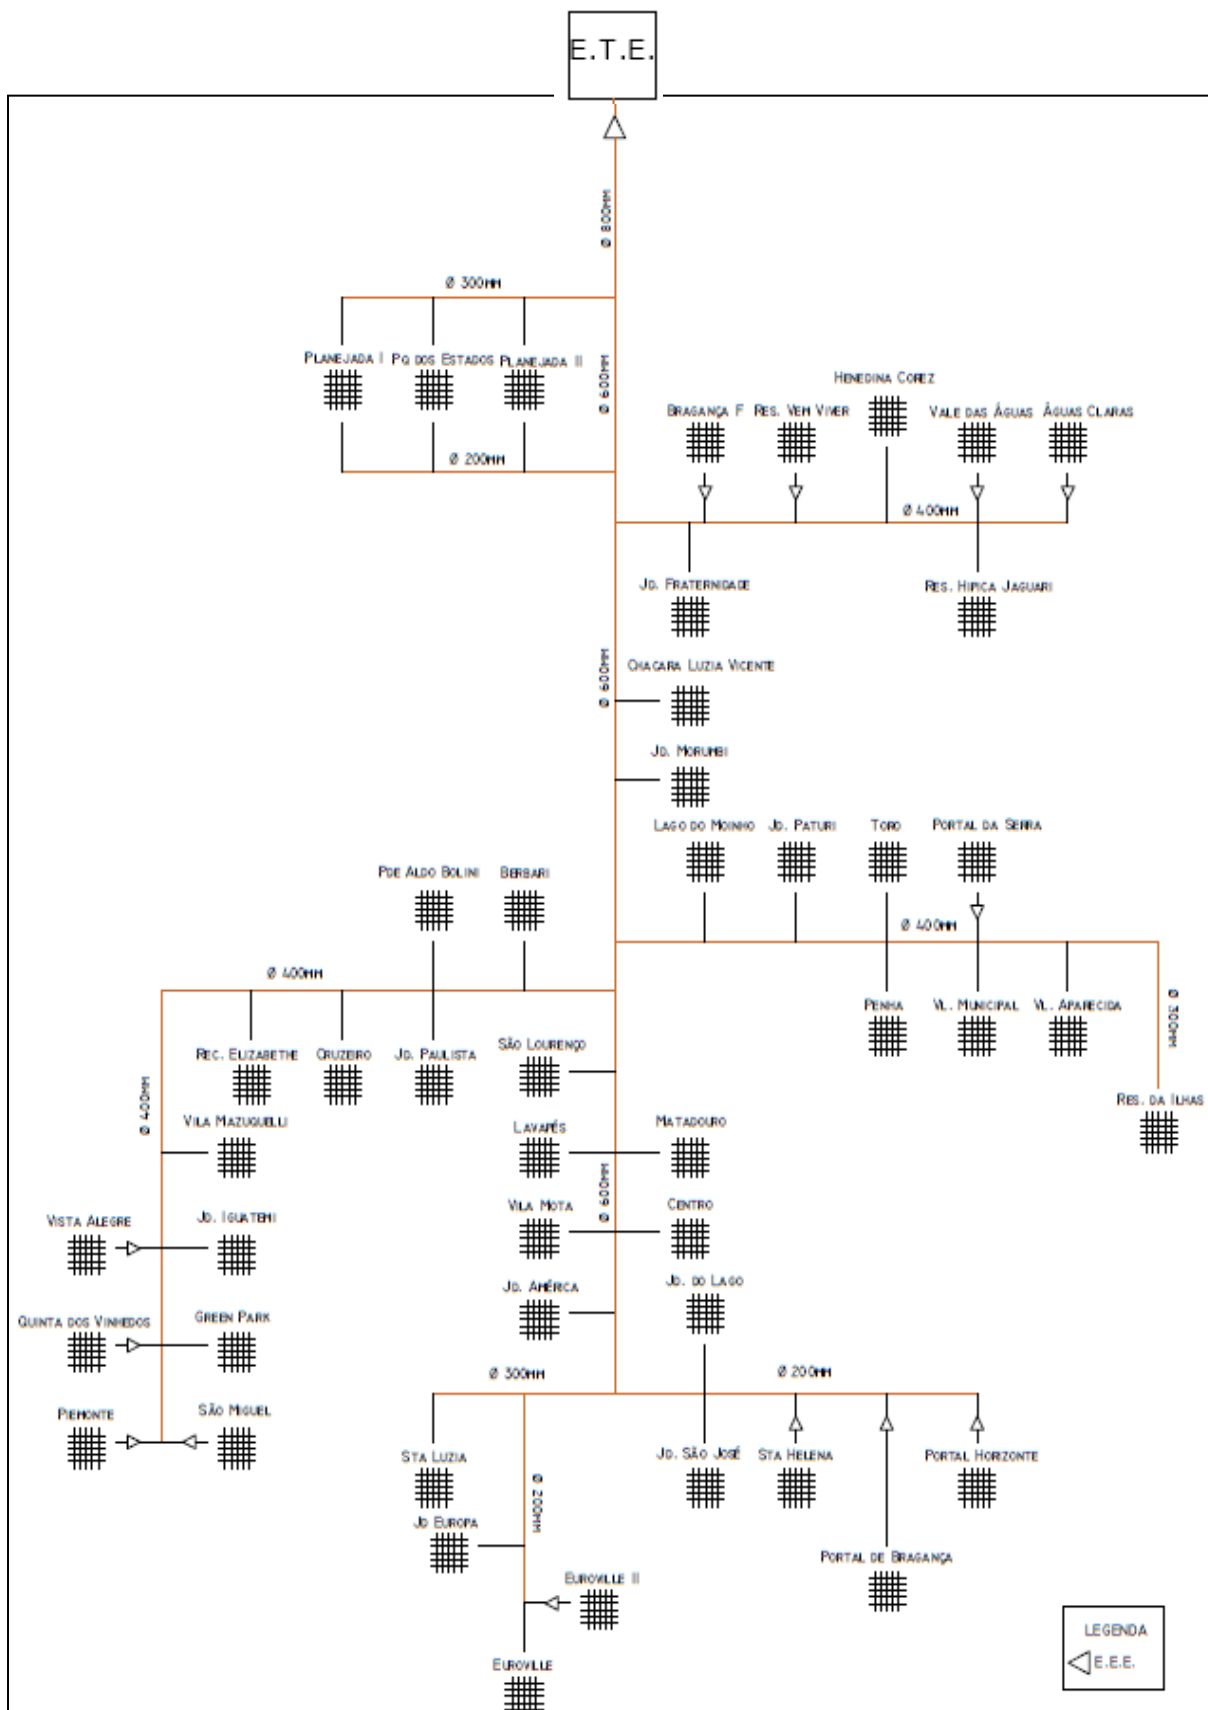 E.T.E.
Ø 800MM
Ø 300MM
PLANEJADA I
PQ DOS ESTADOS
PLANEJADA II
Ø 600MM
HENEDINA COREZ
BRAGANÇA F
RES. VEM VIVER
VALE DAS ÁGUAS
ÁGUAS CLARAS
Ø 200MM
Ø 400MM
JD. FRATERNIDADE
RES. HIPICA JAGUARI
Ø 600MM
CHACARA LUZIA VICENTE
JD. MORUMBI
LAGO DO MOINHO
JD. PATURI
TORO
PORTAL DA SERRA
PDE ALDO BOLINI
BERBARI
Ø 400MM
Ø 400MM
PENHA
VL. MUNICIPAL
VL. APARECIDA
Ø 300MM
REC. ELIZABETHE
CRUZEIRO
JD. PAULISTA
SÃO LOURENÇO
Ø 400MM
RES. DA ILHAS
VILA MAZUQUELLI
LAVAPÉS
MATADOURO
Ø 600MM
VISTA ALEGRE
JD. IGUATEMI
VILA MOTA
CENTRO
JD. AMÉRICA
JD. DO LAGO
QUINTA DOS VINHEDOS
GREEN PARK
Ø 300MM
Ø 200MM
PIEMONTE
SÃO MIGUEL
STA LUZIA
JD. SÃO JOSÉ
STA HELENA
PORTAL HORIZONTE
Ø 200MM
JD EUROPA
PORTAL DE BRAGANÇA
EUROVILLE II
EUROVILLE
LEGENDA
E.E.E.